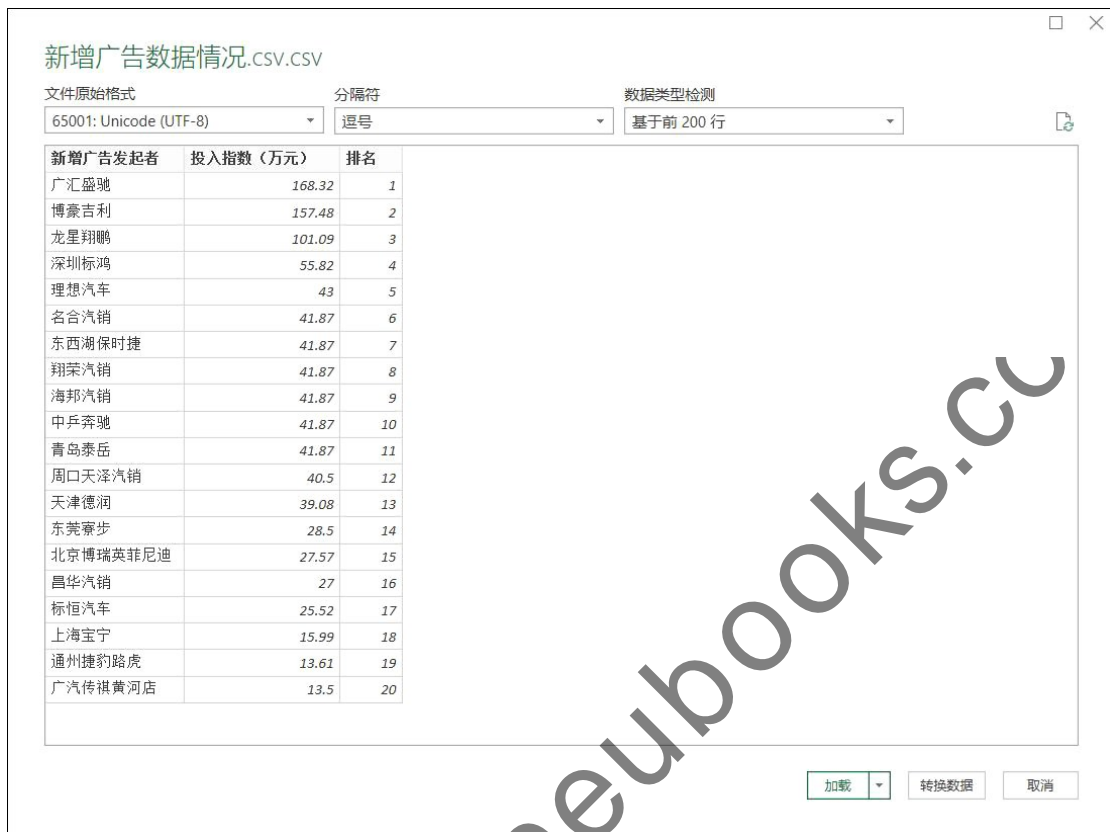 新增广告数据情况.csv.csv
文件原始格式 分隔符 数据类型检测
65001: Unicode (UTF-8) 逗号 基于前 200 行
新增广告发起者 投入指数（万元） 排名
广汇盛驰 168.32 1
博豪吉利 157.48 2
龙星翔鹏 101.09 3
深圳标鸿 55.82 4
理想汽车 43 5
名合汽销 41.87 6
东西湖保时捷 41.87 7
翔荣汽销 41.87 8
海邦汽销 41.87 9
中乒奔驰 41.87 10
青岛泰岳 41.87 11
周口天泽汽销 40.5 12
天津德润 39.08 13
东莞寮步 28.5 14
北京博瑞英菲尼迪 27.57 15
昌华汽销 27 16
标恒汽车 25.52 17
上海宝宁 15.99 18
通州捷豹路虎 13.61 19
广汽传祺黄河店 13.5 20
加载 转换数据 取消
eubooks.co